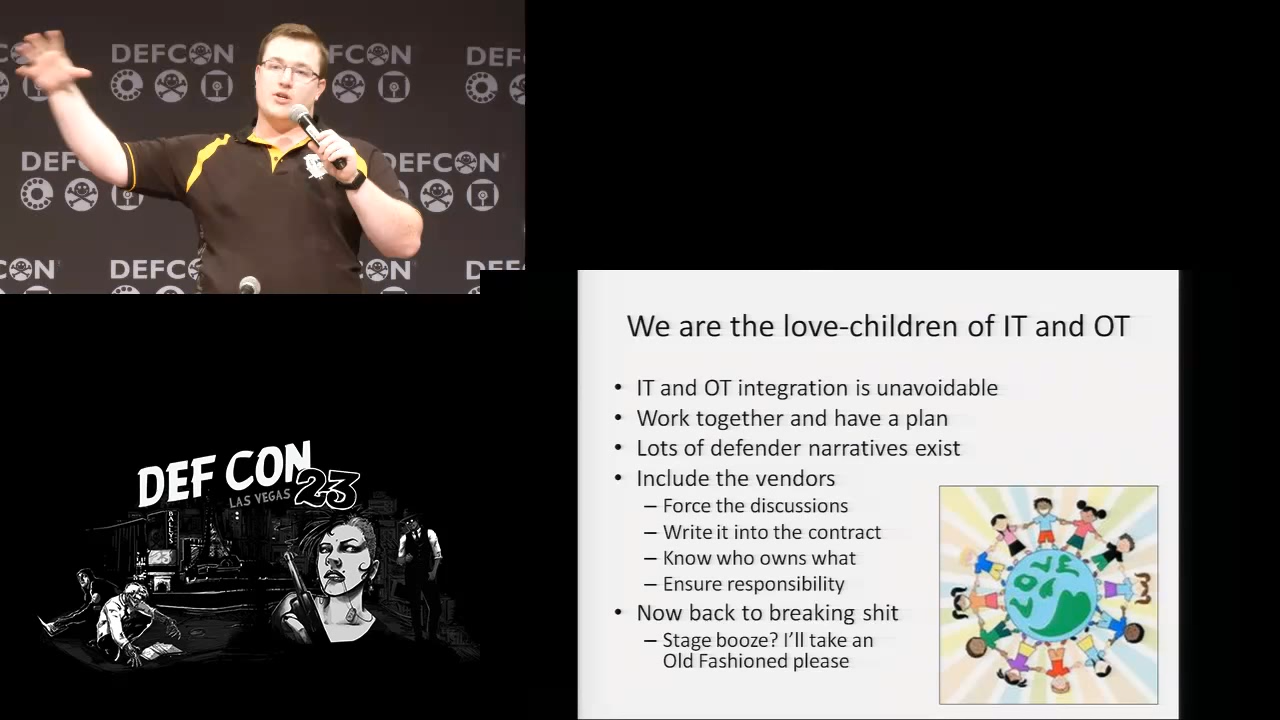 DEFCON
DEFCON
DEFCON
DEFCON
DEF CON 23
LAS VEGAS
BALLYS
23
We are the love-children of IT and OT
• IT and OT integration is unavoidable
• Work together and have a plan
• Lots of defender narratives exist
• Include the vendors
– Force the discussions
– Write it into the contract
– Know who owns what
– Ensure responsibility
• Now back to breaking shit
– Stage booze? I'll take an
Old Fashioned please
LOVE